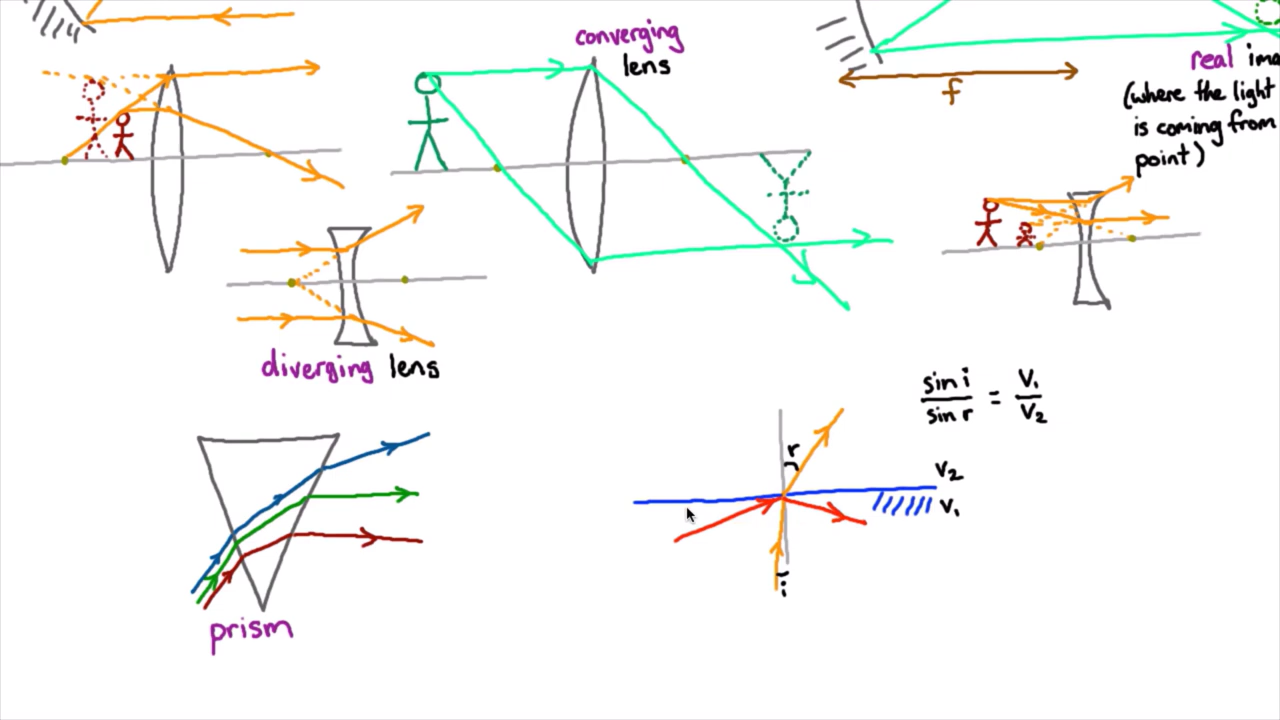 converging
lens
f
real
(where the light
is coming from
point)
diverging lens
sin i
sin r
=
V₁
V₂
r
V₂
V₁
i
prism